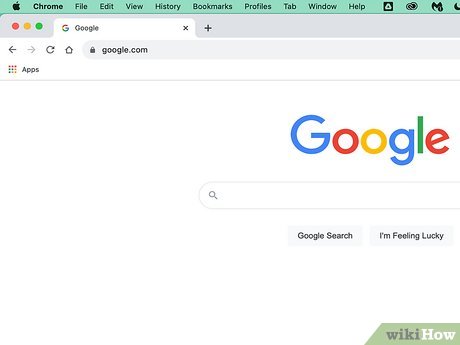 Chrome File Edit View History Bookmarks Profiles Tab Window Help
Google
google.com
Apps
Google
Google Search I'm Feeling Lucky
wikiHow